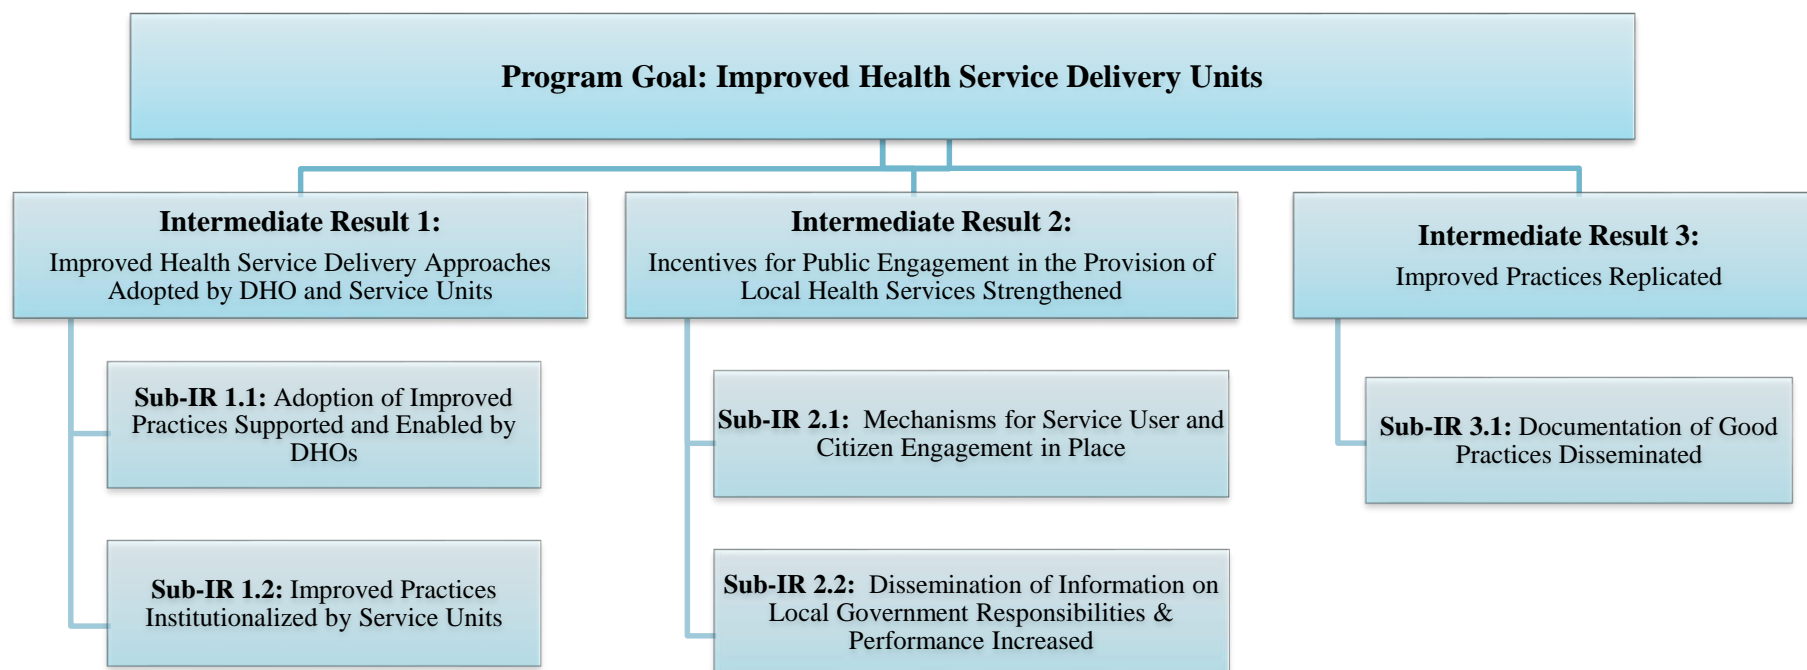 Program Goal: Improved Health Service Delivery Units
Intermediate Result 1:
Improved Health Service Delivery Approaches
Adopted by DHO and Service Units
Intermediate Result 2:
Incentives for Public Engagement in the Provision of
Local Health Services Strengthened
Intermediate Result 3:
Improved Practices Replicated
Sub-IR 1.1: Adoption of Improved
Practices Supported and Enabled by
DHOs
Sub-IR 2.1: Mechanisms for Service User and
Citizen Engagement in Place
Sub-IR 3.1: Documentation of Good
Practices Disseminated
Sub-IR 1.2: Improved Practices
Institutionalized by Service Units
Sub-IR 2.2: Dissemination of Information on
Local Government Responsibilities &
Performance Increased